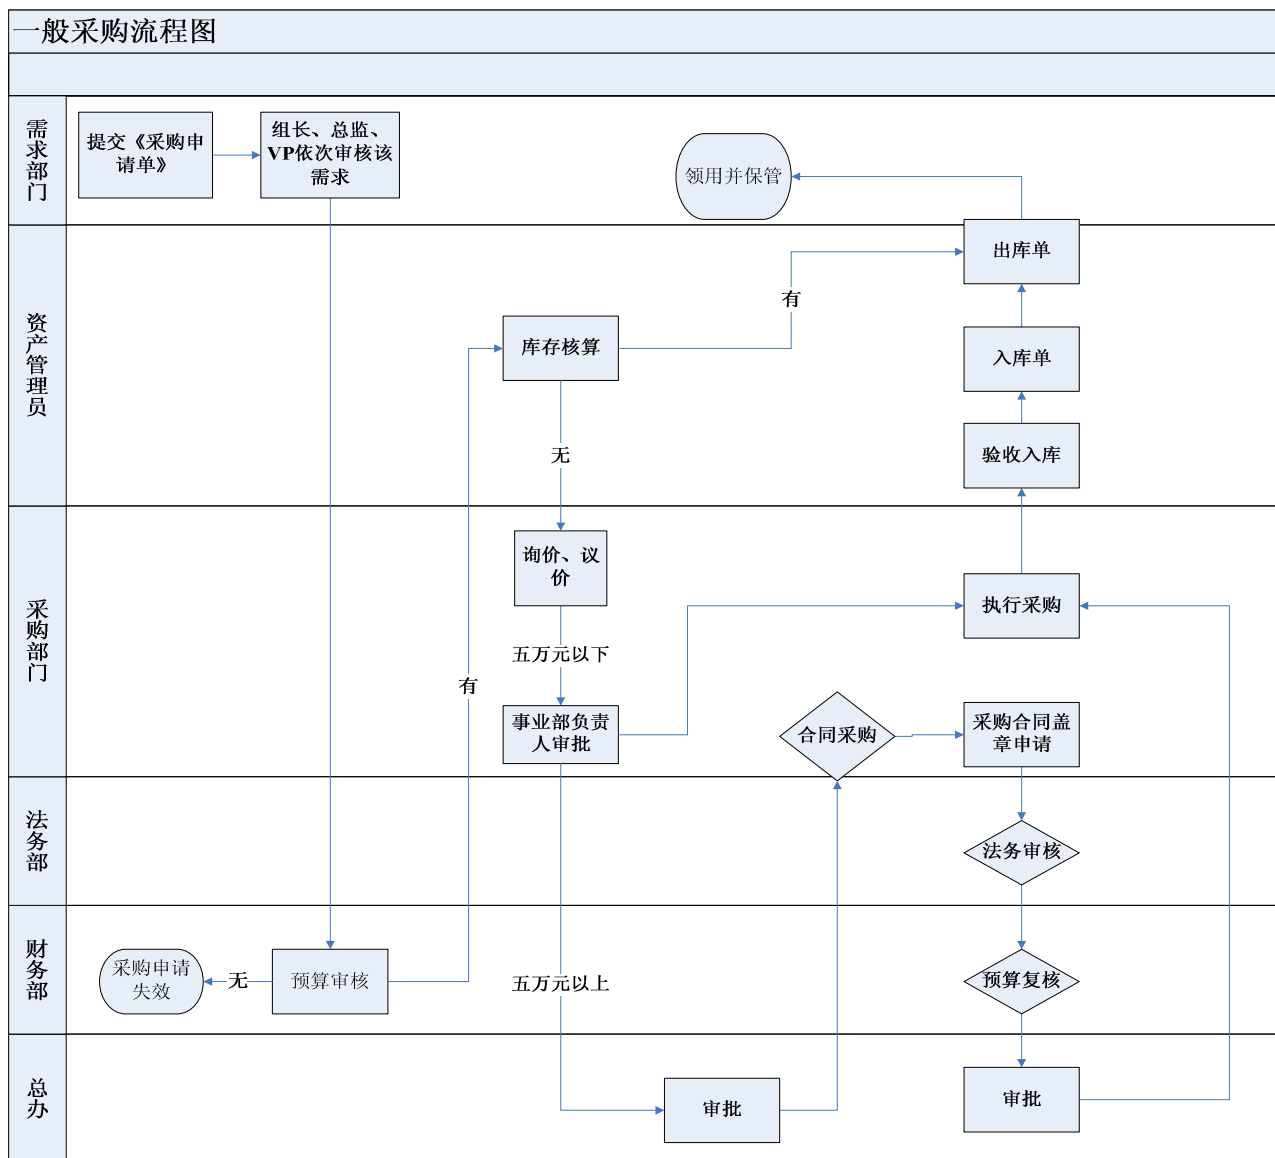 一般采购流程图
需求部门
提交《采购申
请单》
组长、总监、
VP依次审核该
需求
领用并保管
资产管理员
出库单
有
库存核算
入库单
无
验收入库
采购部门
询价、议
价
执行采购
五万元以下
有
事业部负责
人审批
合同采购
采购合同盖
章申请
法务部
法务审核
财务部
采购申请
失效
无
预算审核
五万元以上
预算复核
总办
审批
审批